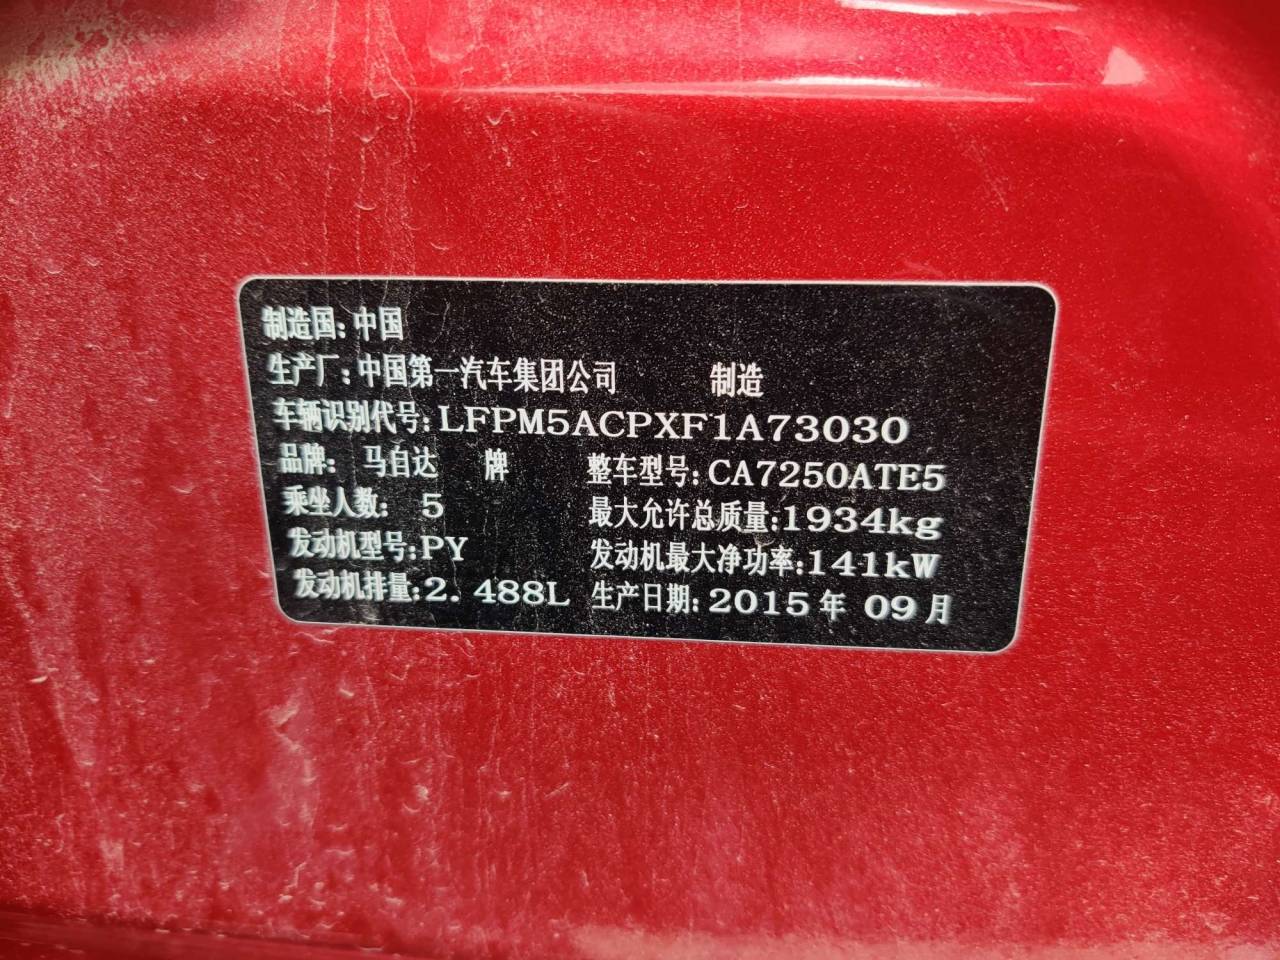 制造国：中国
生产厂：中国第一汽车集团公司 制造
车辆识别代号：LFPM5ACPXF1A73030
品牌： 马自达 牌 整车型号：CA7250ATE5
乘坐人数： 5 最大允许总质量：1934kg
发动机型号：PY 发动机最大净功率：141kW
发动机排量：2.488L 生产日期：2015年 09月